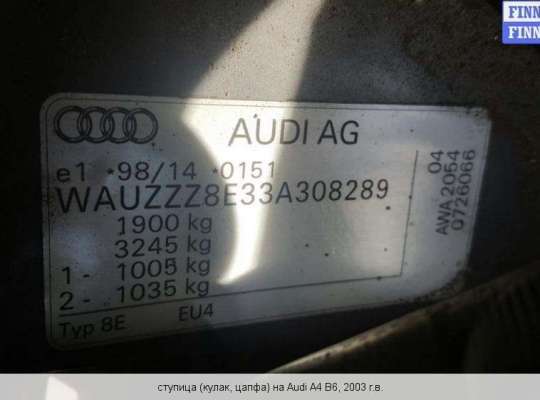 FINN
FINN
AUDI AG
e1 *98/14 *0151
WAUZZZ8E33A308289
1900 kg
3245 kg
1 - 1005 kg
2 - 1035 kg
Typ 8E EU4
04
AWA2054
0726066
ступица (кулак, цапфа) на Audi A4 B6, 2003 г.в.